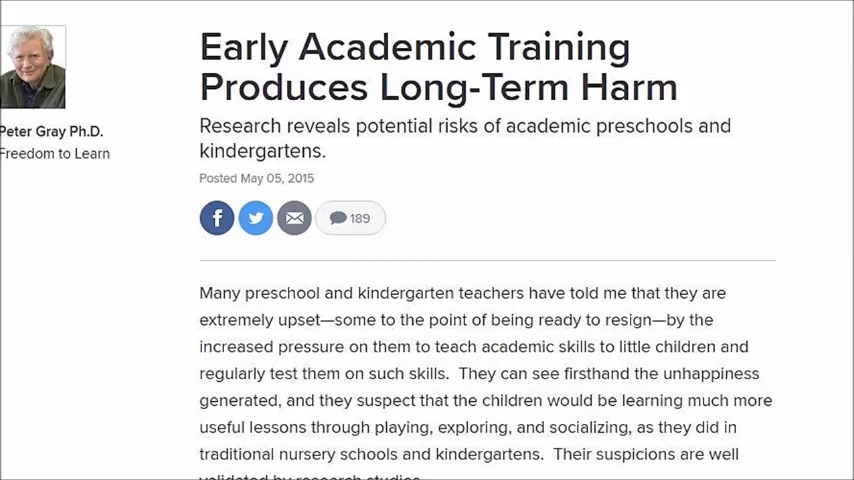 Early Academic Training
Produces Long-Term Harm
Research reveals potential risks of academic preschools and
kindergartens.
Posted May 05, 2015
189
Peter Gray Ph.D.
Freedom to Learn
Many preschool and kindergarten teachers have told me that they are
extremely upset—some to the point of being ready to resign—by the
increased pressure on them to teach academic skills to little children and
regularly test them on such skills.  They can see firsthand the unhappiness
generated, and they suspect that the children would be learning much more
useful lessons through playing, exploring, and socializing, as they did in
traditional nursery schools and kindergartens.  Their suspicions are well
validated by research studies.